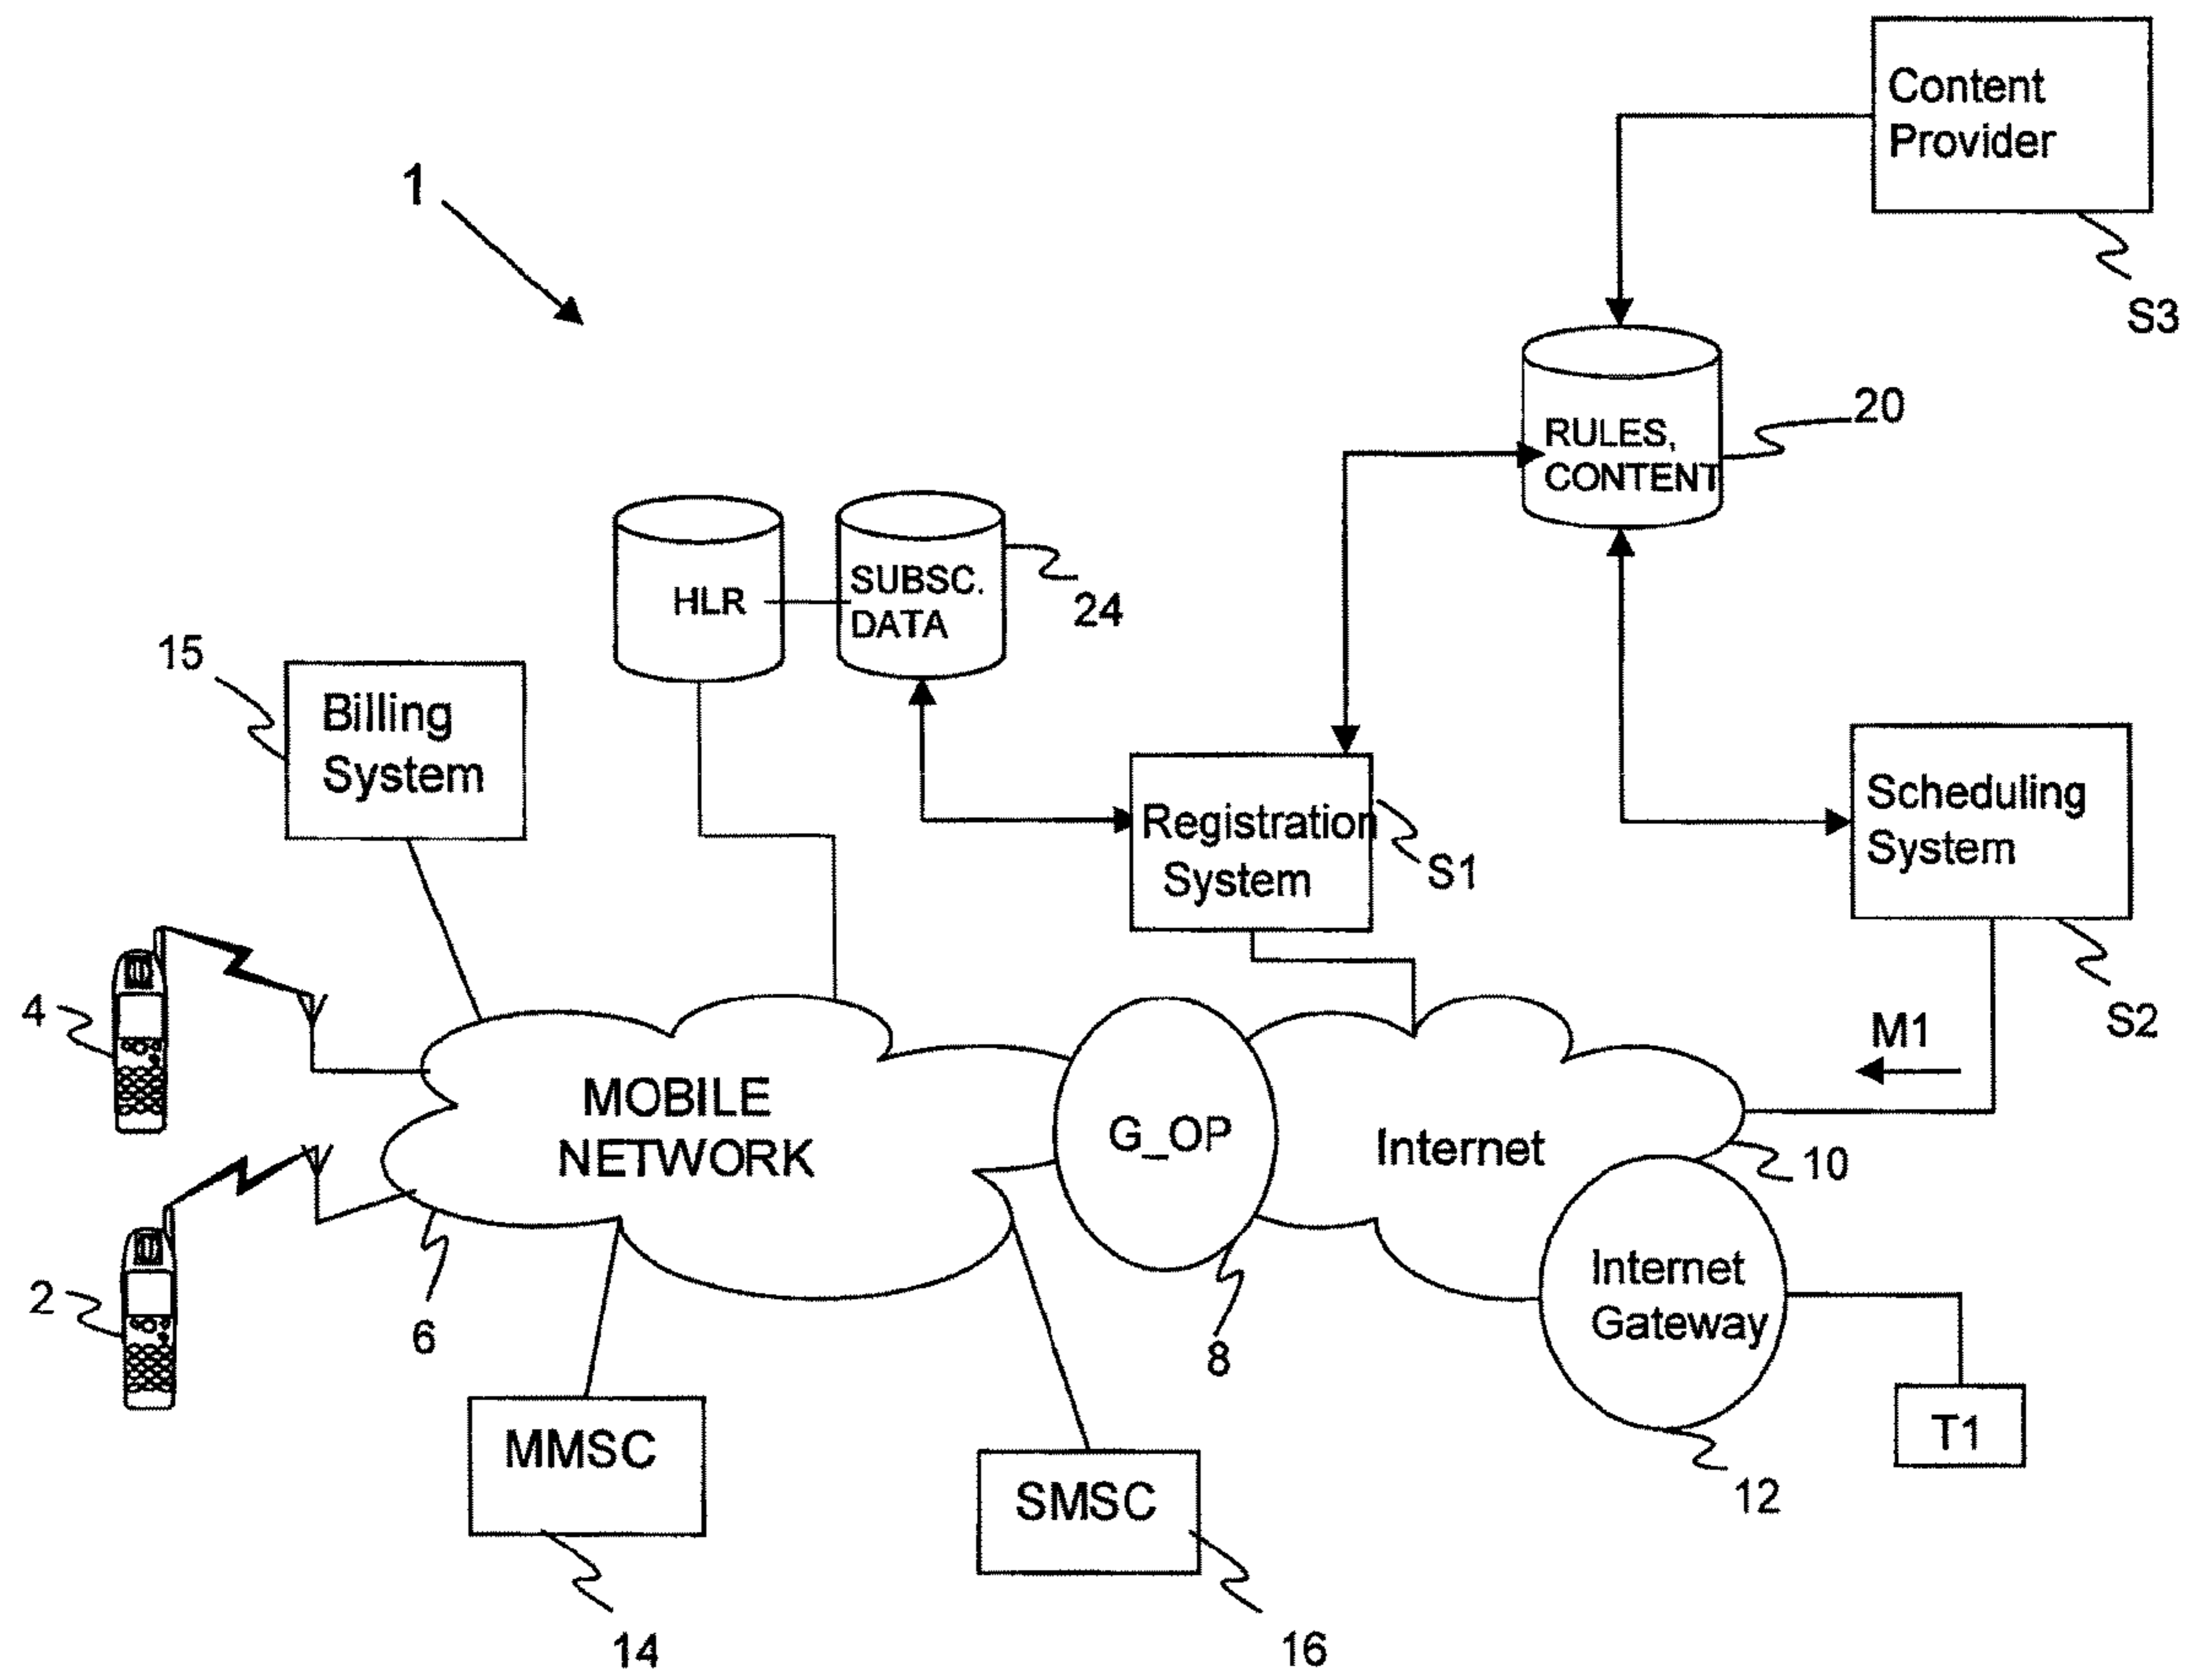 Content
Provider
1
S3
20
RULES,
CONTENT
HLR
SUBSC.
DATA
24
15
Billing
System
Registration
System
S1
Scheduling
System
S2
4
M1
MOBILE
NETWORK
G_OP
Internet
10
2
6
8
Internet
Gateway
T1
MMSC
SMSC
12
14
16